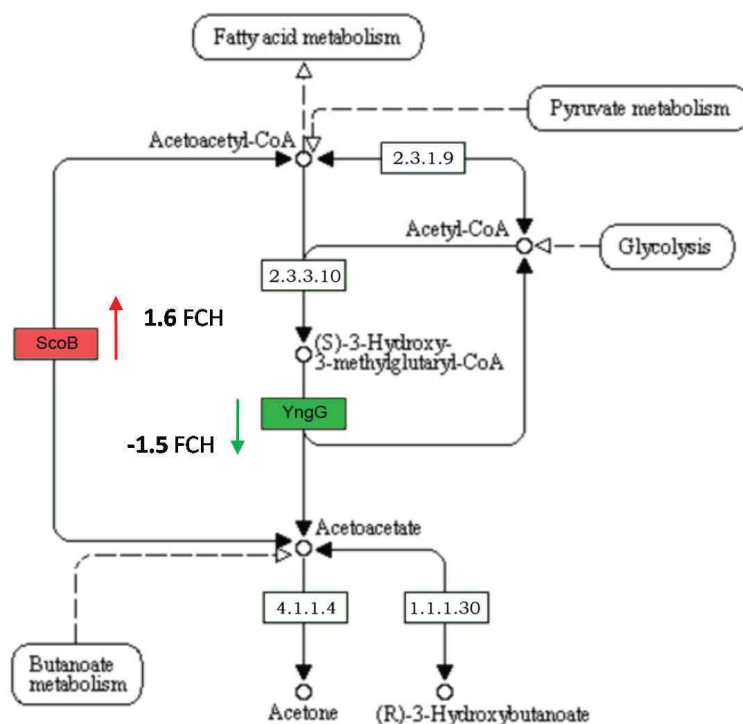 Fatty acid metabolism
Pyruvate metabolism
Acetoacetyl-CoA
2.3.1.9
Acetyl-CoA
Glycolysis
2.3.3.10
1.6 FCH
ScoB
(S)-3-Hydroxy-
3-methylglutaryl-CoA
YngG
-1.5 FCH
Acetoacetate
4.1.1.4
1.1.1.30
Butanoate
metabolism
Acetone
(R)-3-Hydroxybutanoate